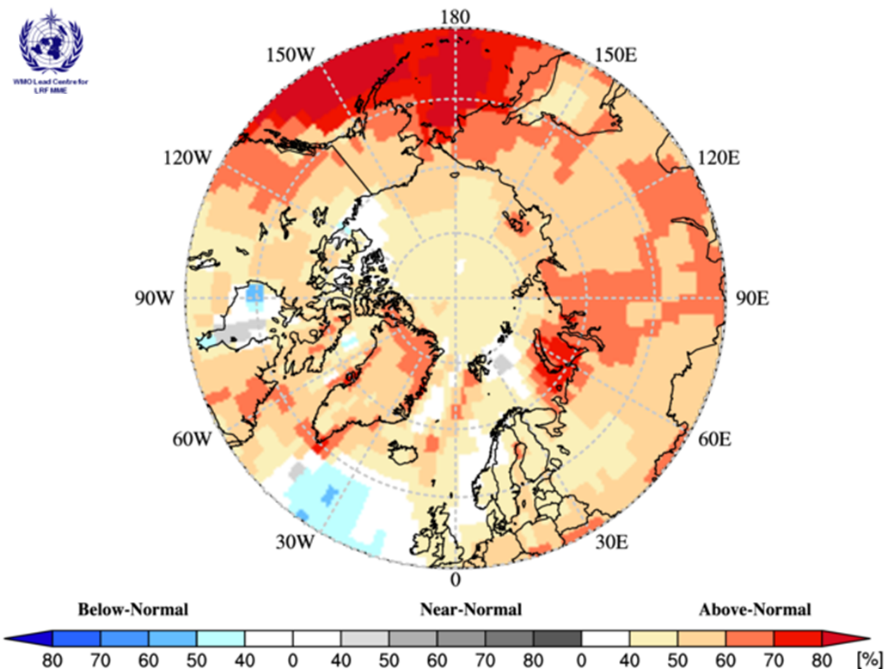 180
150W
150E
WMO Lead Centre for
LRF MME
120W
120E
90W
90E
60W
60E
30W
30E
0
Below-Normal
Near-Normal
Above-Normal
80 70 60 50 40 0 40 50 60 70 80 0 40 50 60 70 80 [%]